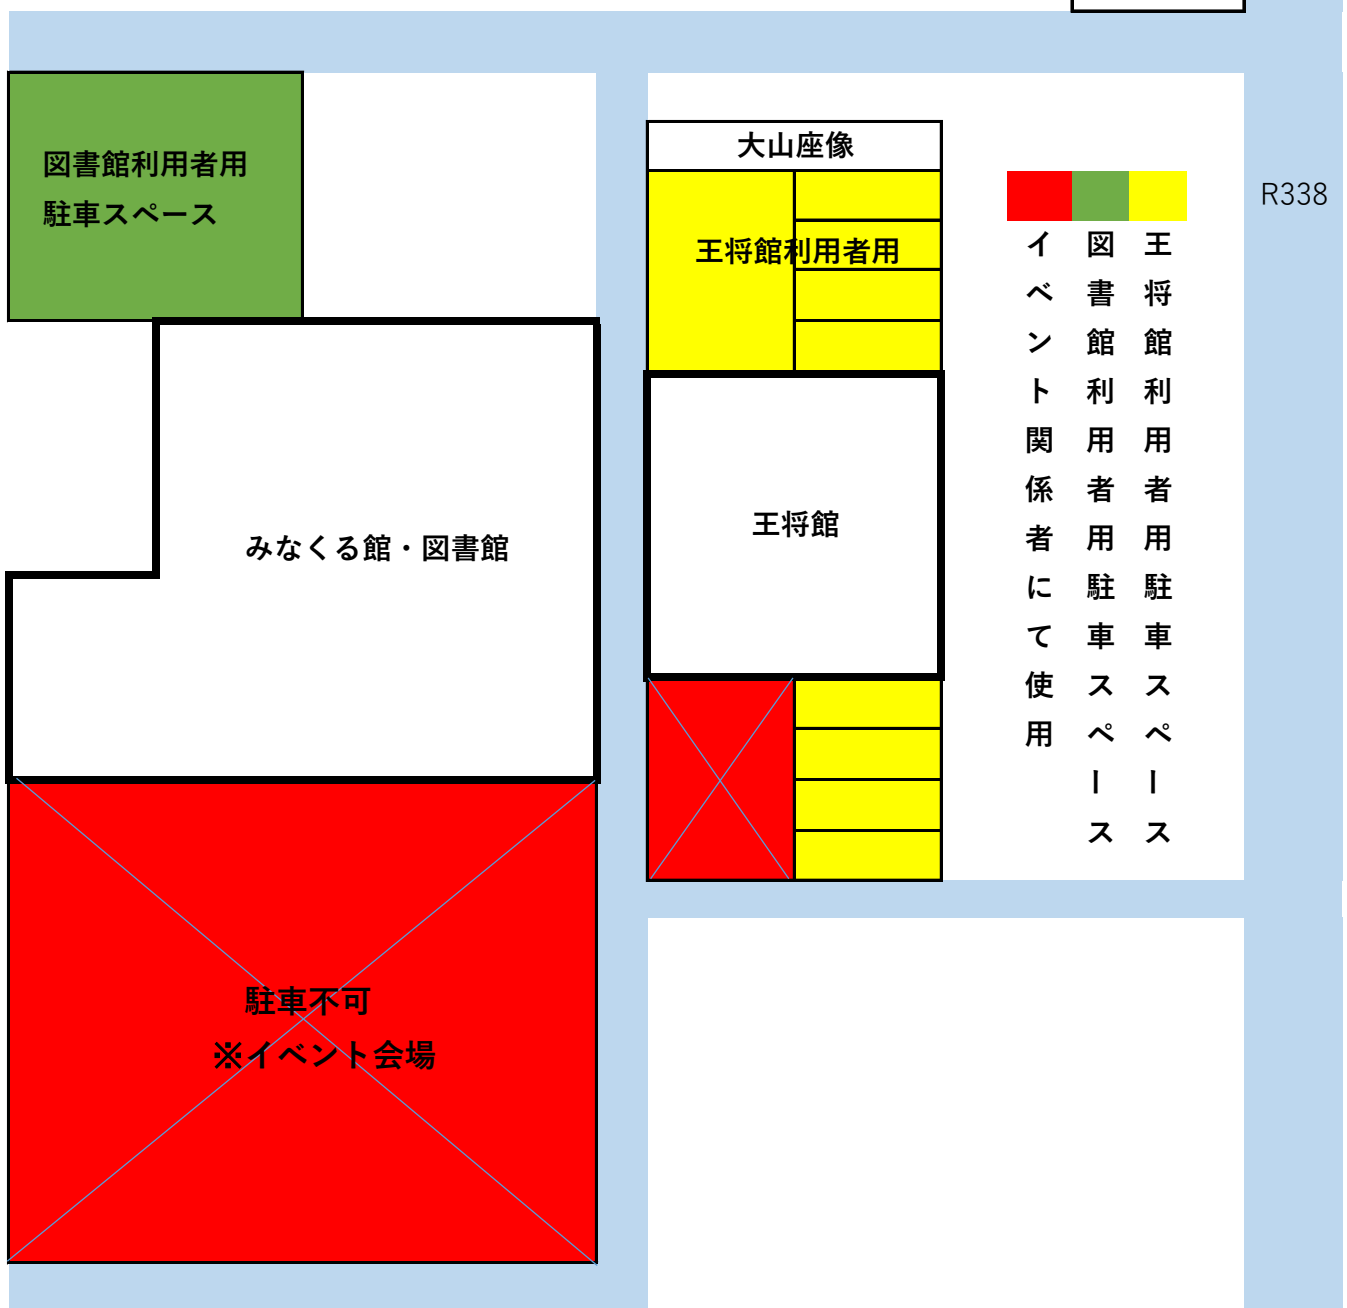 図書館利用者用
駐車スペース
大山座像
王将館利用者用
R338
王将館利用者用駐車スペース
図書館利用者用駐車スペース
イベント関係者にて使用
みなくる館・図書館
王将館
駐車不可
※イベント会場